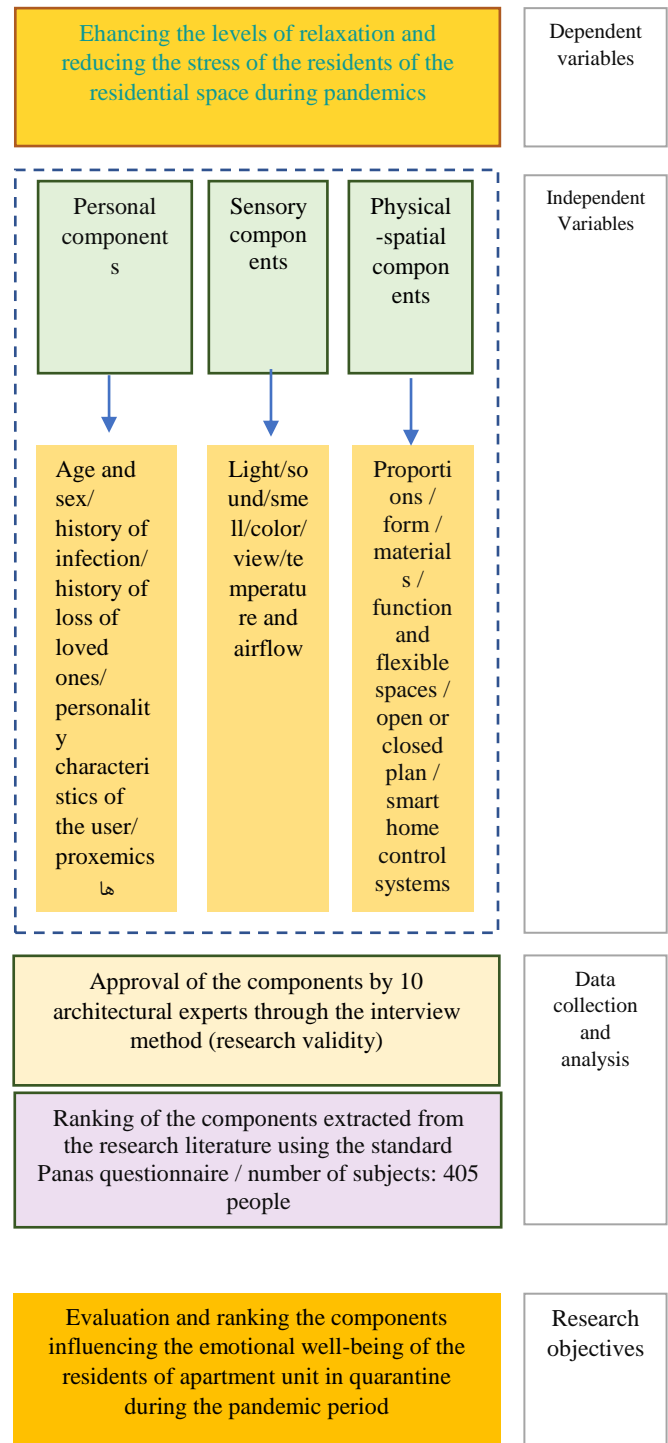 Ehancing the levels of relaxation and
reducing the stress of the residents of the
residential space during pandemics
Dependent
variables
Personal
component
s
Sensory
compon
ents
Physical
-spatial
compon
ents
Independent
Variables
Age and
sex/
history of
infection/
history of
loss of
loved
ones/
personalit
y
characteri
stics of
the user/
proxemics
ها
Light/so
und/sme
ll/color/
view/te
mperatu
re and
airflow
Proporti
ons /
form /
material
s /
function
and
flexible
spaces /
open or
closed
plan /
smart
home
control
systems
Approval of the components by 10
architectural experts through the interview
method (research validity)
Data
collection
and
analysis
Ranking of the components extracted from
the research literature using the standard
Panas questionnaire / number of subjects: 405
people
Evaluation and ranking the components
influencing the emotional well-being of the
residents of apartment unit in quarantine
during the pandemic period
Research
objectives